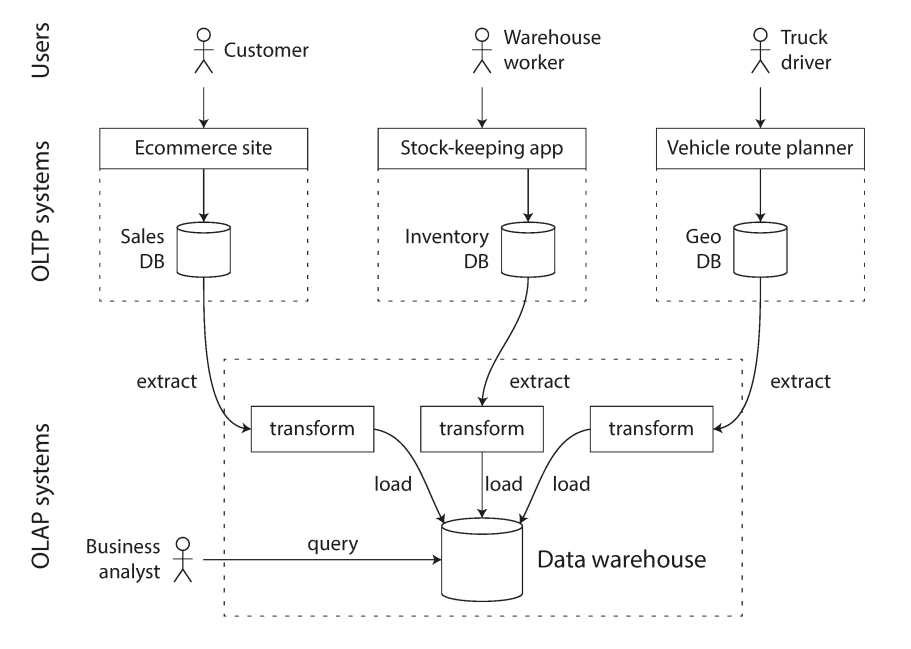 Users
Customer
Warehouse
worker
Truck
driver
OLTP systems
Ecommerce site
Stock-keeping app
Vehicle route planner
Sales
DB
Inventory
DB
Geo
DB
extract
extract
extract
OLAP systems
transform
transform
transform
load
load
load
Business
analyst
query
Data warehouse